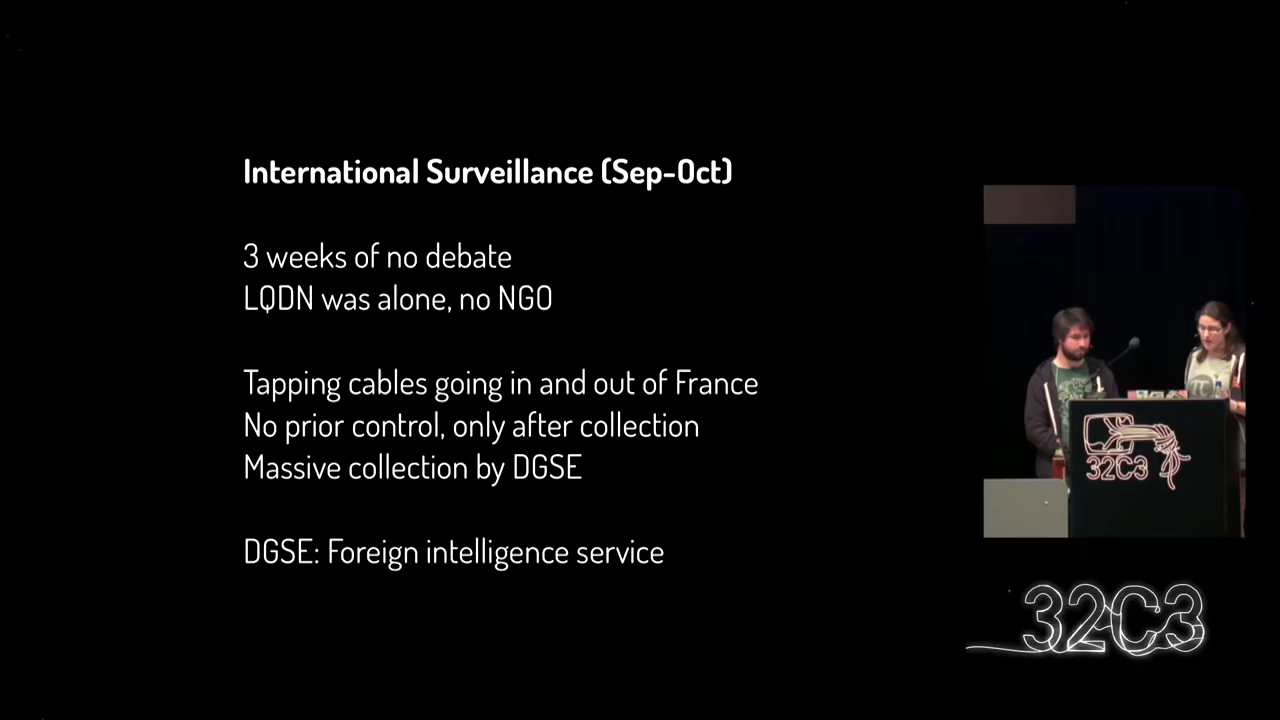 International Surveillance (Sep-Oct)
3 weeks of no debate
LQDN was alone, no NGO
Tapping cables going in and out of France
No prior control, only after collection
Massive collection by DGSE
DGSE: Foreign intelligence service
32C3
32C3